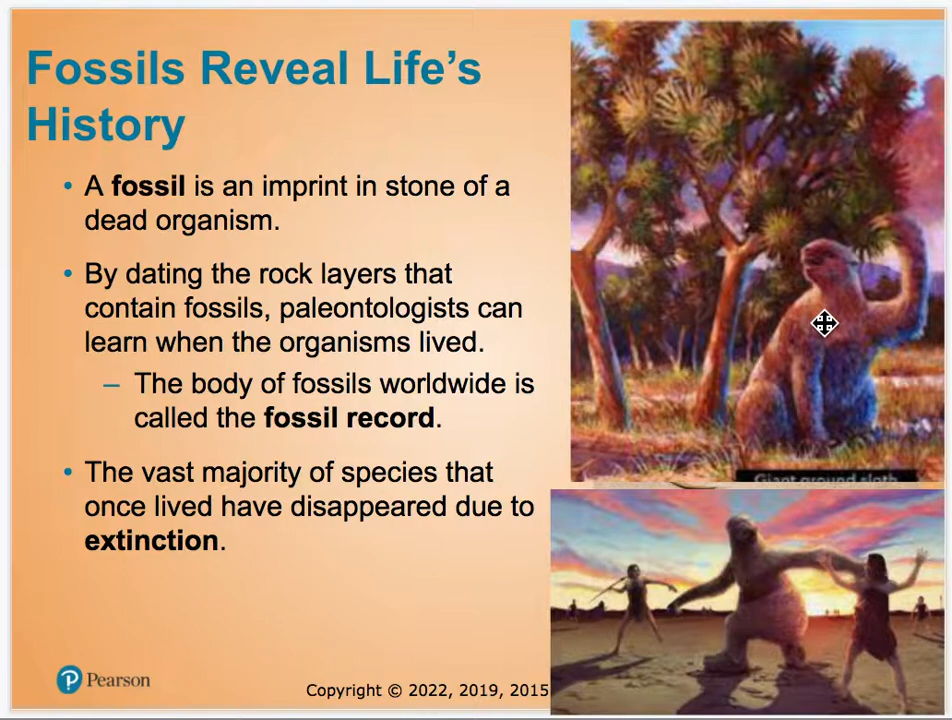 Fossils Reveal Life's
History
• A fossil is an imprint in stone of a
dead organism.
• By dating the rock layers that
contain fossils, paleontologists can
learn when the organisms lived.
– The body of fossils worldwide is
called the fossil record.
• The vast majority of species that
once lived have disappeared due to
extinction.
Giant ground sloth
Pearson
Copyright © 2022, 2019, 2015